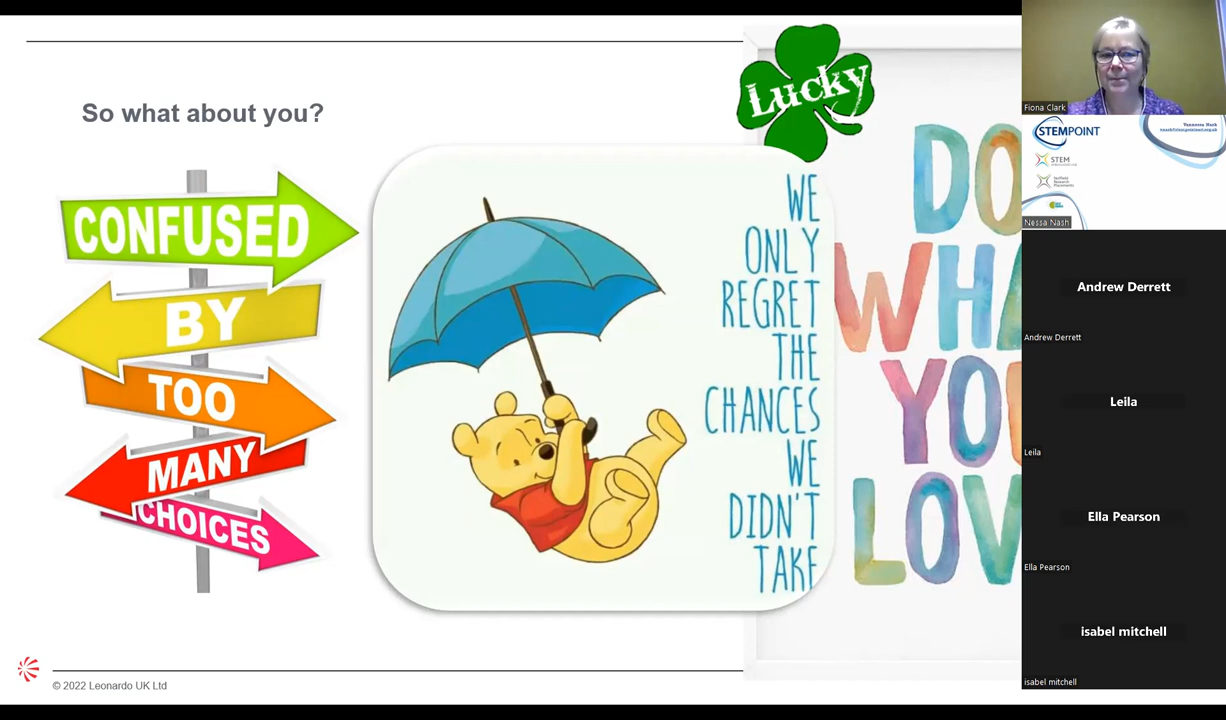 So what about you?
CONFUSED
BY
TOO
MANY
CHOICES
Lucky
WE
ONLY
REGRET
THE
CHANCES
WE
DIDN'T
TAKE
DO
WHA
YOU
LOV
© 2022 Leonardo UK Ltd
Fiona Clark
STEMPOINT
STEM
Nuffield
Research
Placements
Nessa Nash
Andrew Derrett
Andrew Derrett
Leila
Leila
Ella Pearson
Ella Pearson
isabel mitchell
isabel mitchell